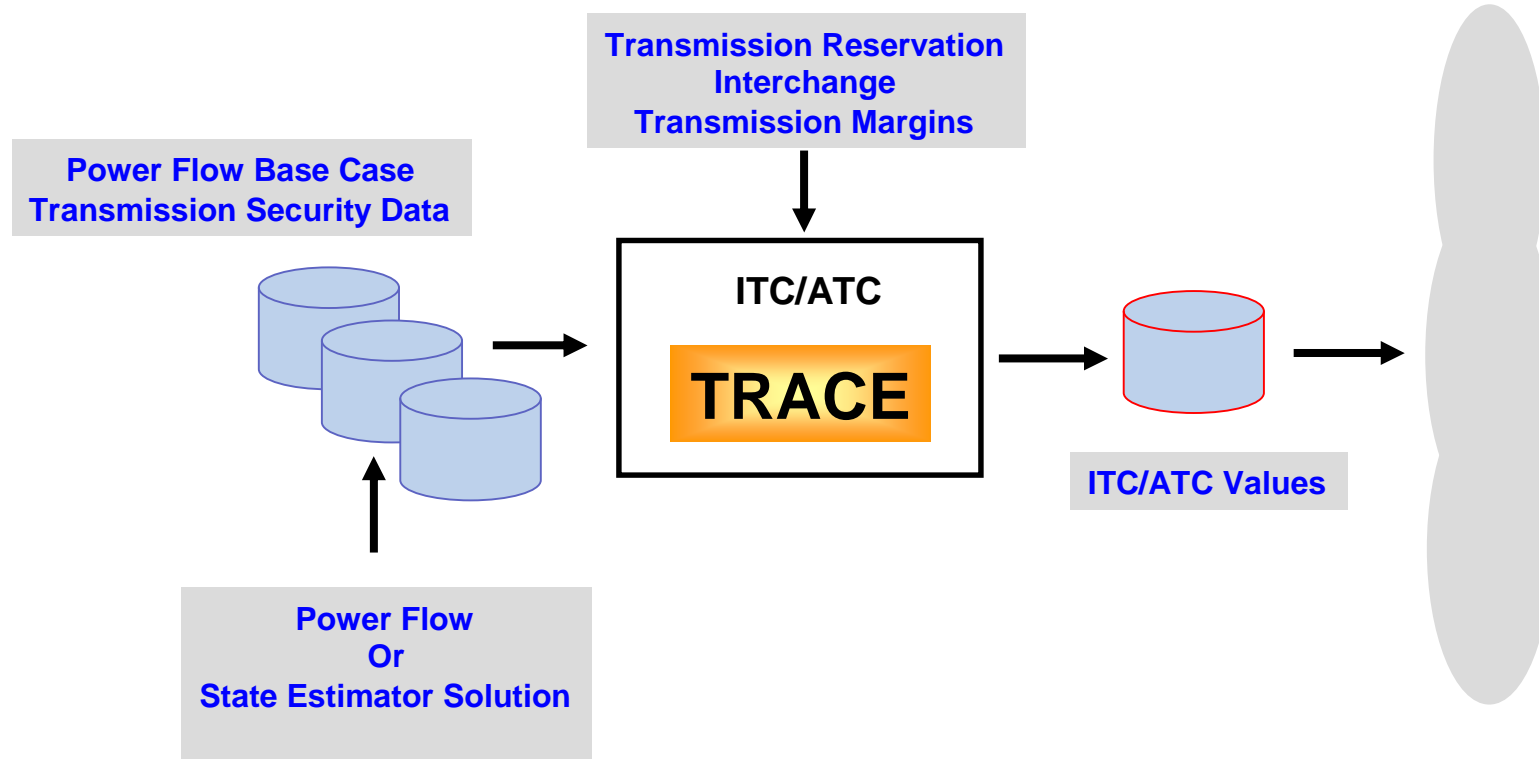 Transmission Reservation
Interchange
Transmission Margins
Power Flow Base Case
Transmission Security Data
ITC/ATC
TRACE
ITC/ATC Values
Power Flow
Or
State Estimator Solution